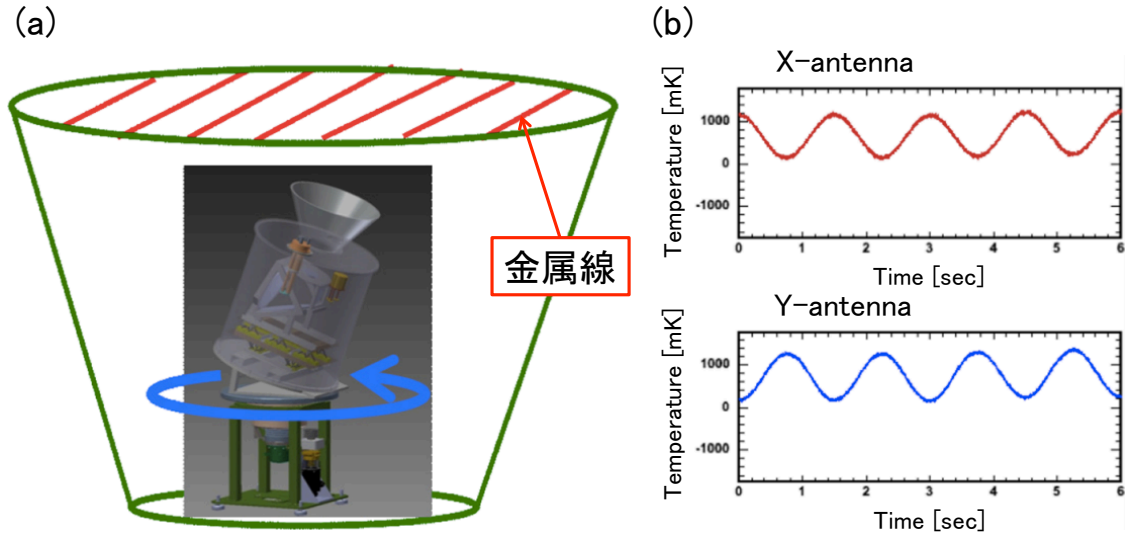 (a)
金属線
(b)
X-antenna
Temperature [mK]
1000
0
-1000
0 1 2 3 4 5 6
Time [sec]
Y-antenna
Temperature [mK]
1000
0
-1000
0 1 2 3 4 5 6
Time [sec]